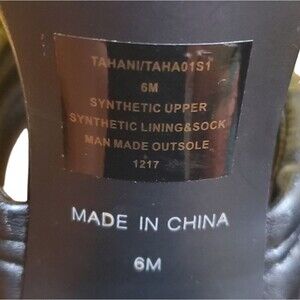 TAHANI/TAHA01S1
6M
SYNTHETIC UPPER
SYNTHETIC LINING&SOCK
MAN MADE OUTSOLE
1217
MADE IN CHINA
6M